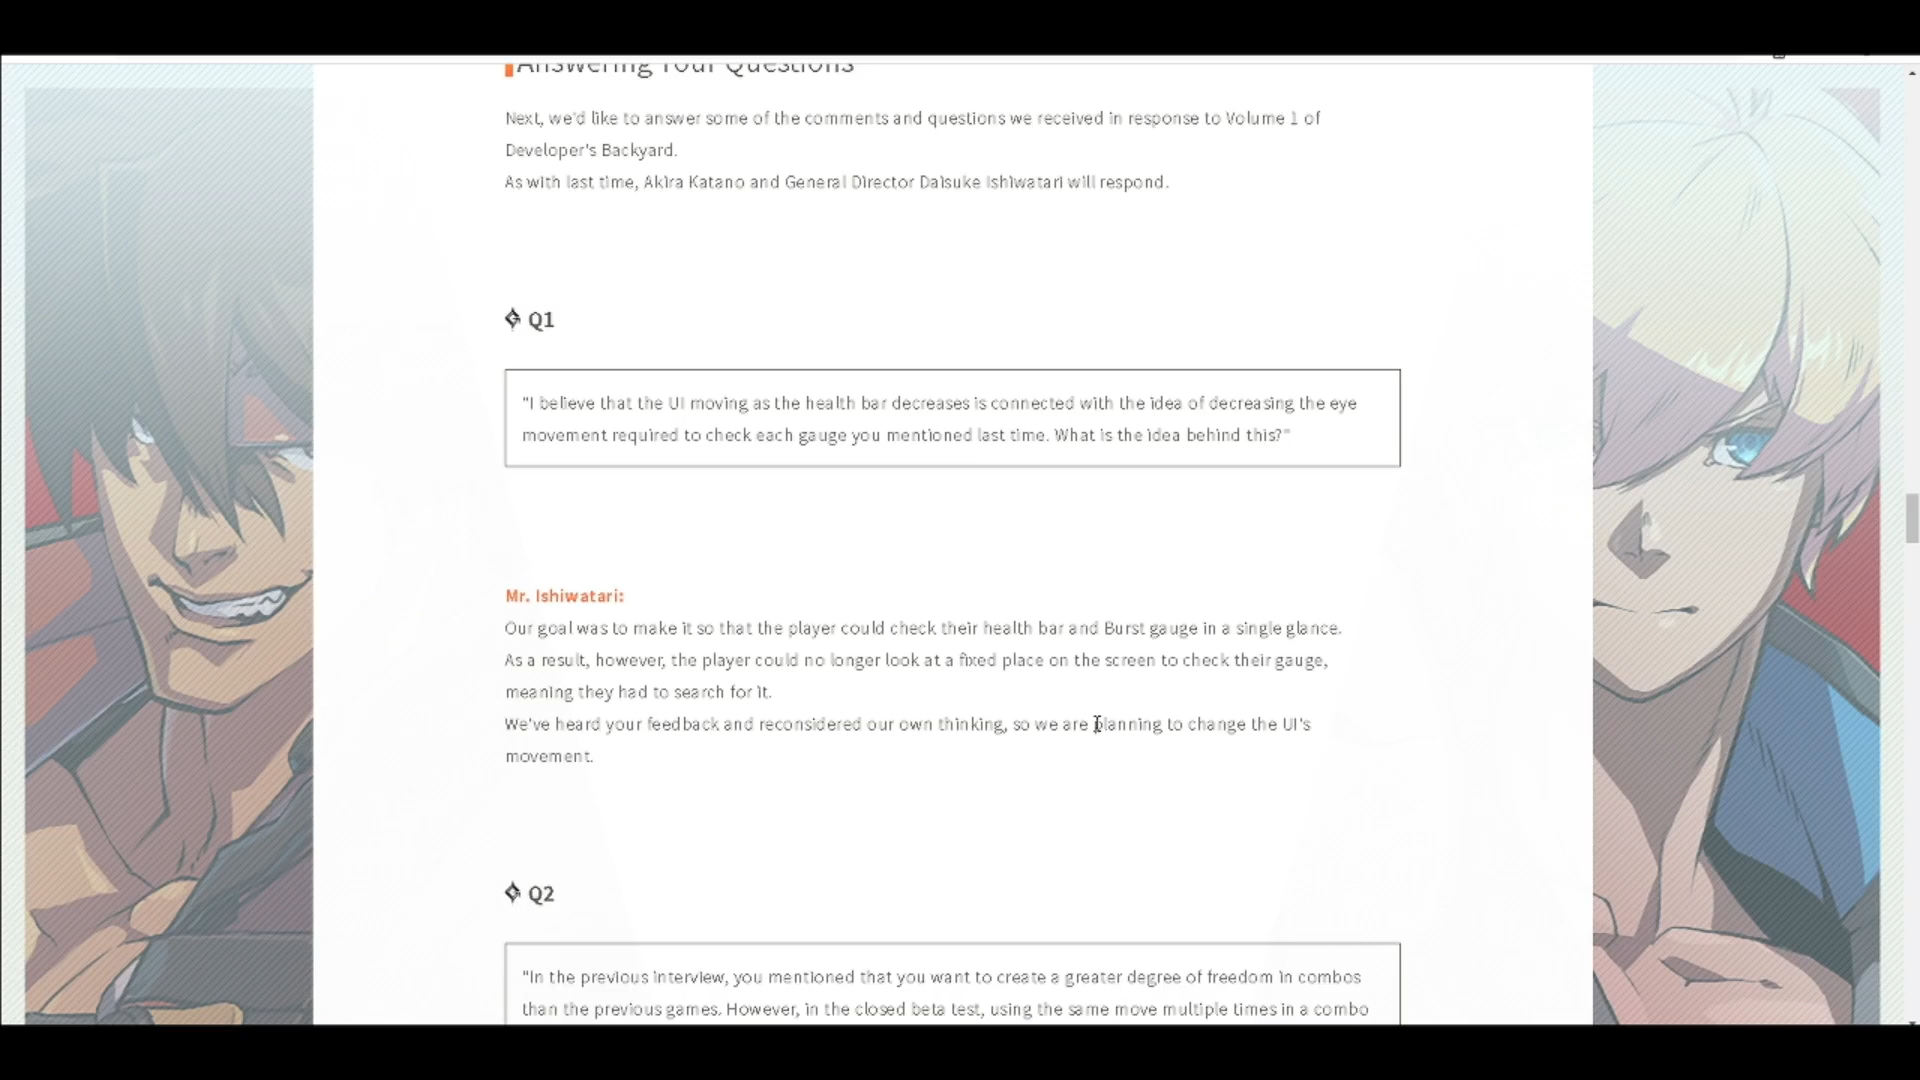 Answering Your Questions
Next, we'd like to answer some of the comments and questions we received in response to Volume 1 of
Developer's Backyard.
As with last time, Akira Katano and General Director Daisuke Ishiwatari will respond.
Q1
"I believe that the UI moving as the health bar decreases is connected with the idea of decreasing the eye
movement required to check each gauge you mentioned last time. What is the idea behind this?"
Mr. Ishiwatari:
Our goal was to make it so that the player could check their health bar and Burst gauge in a single glance.
As a result, however, the player could no longer look at a fixed place on the screen to check their gauge,
meaning they had to search for it.
We've heard your feedback and reconsidered our own thinking, so we are planning to change the UI's
movement.
Q2
"In the previous interview, you mentioned that you want to create a greater degree of freedom in combos
than the previous games. However, in the closed beta test, using the same move multiple times in a combo